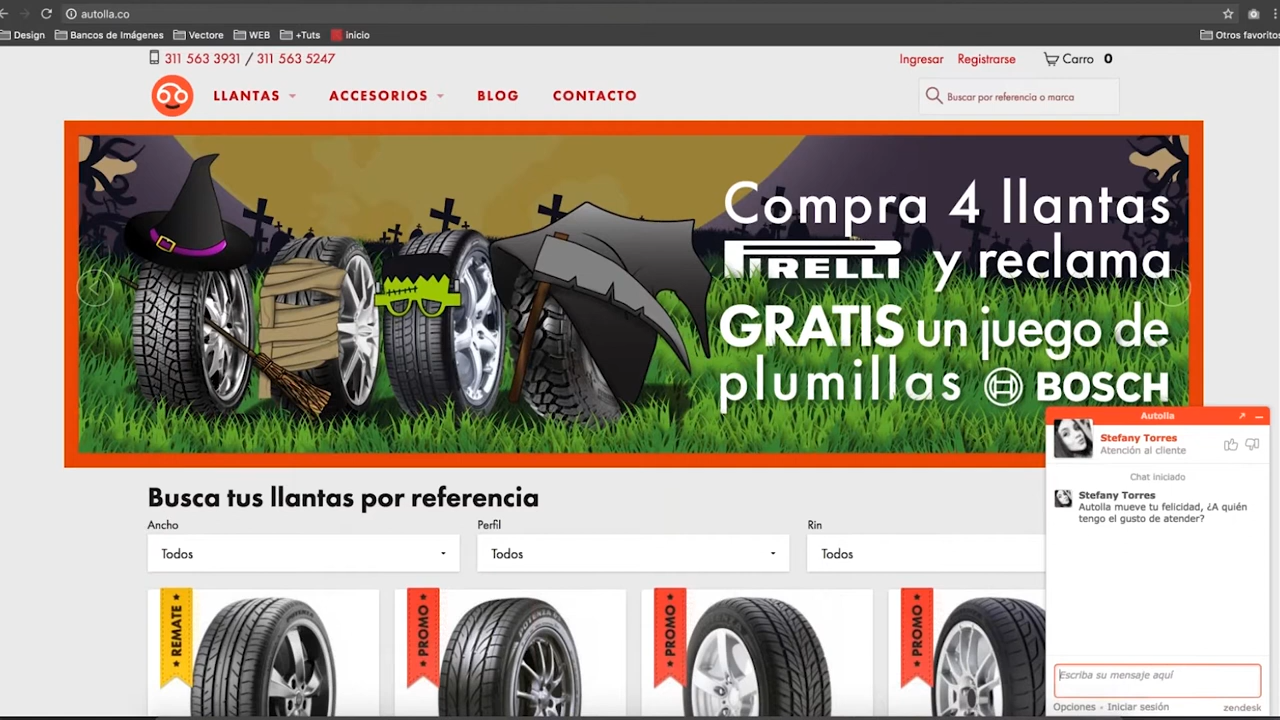 autolla.co
Design
Bancos de Imágenes
Vectore
WEB
+Tuts
inicio
Otros favoritos
311 563 3931 / 311 563 5247
Ingresar
Registrarse
Carro 0
LLANTAS
ACCESORIOS
BLOG
CONTACTO
Buscar por referencia o marca
Compra 4 llantas
PIRELLI y reclama
GRATIS un juego de
plumillas BOSCH
Autolla
Stefany Torres
Atención al cliente
Chat iniciado
Stefany Torres
Autolla mueve tu felicidad, ¿A quién
tengo el gusto de atender?
Escriba su mensaje aquí
Opciones - Iniciar sesión
zendesk
Busca tus llantas por referencia
Ancho
Perfil
Rin
Todos
Todos
Todos
REMATE
PROMO
PROMO
PROMO